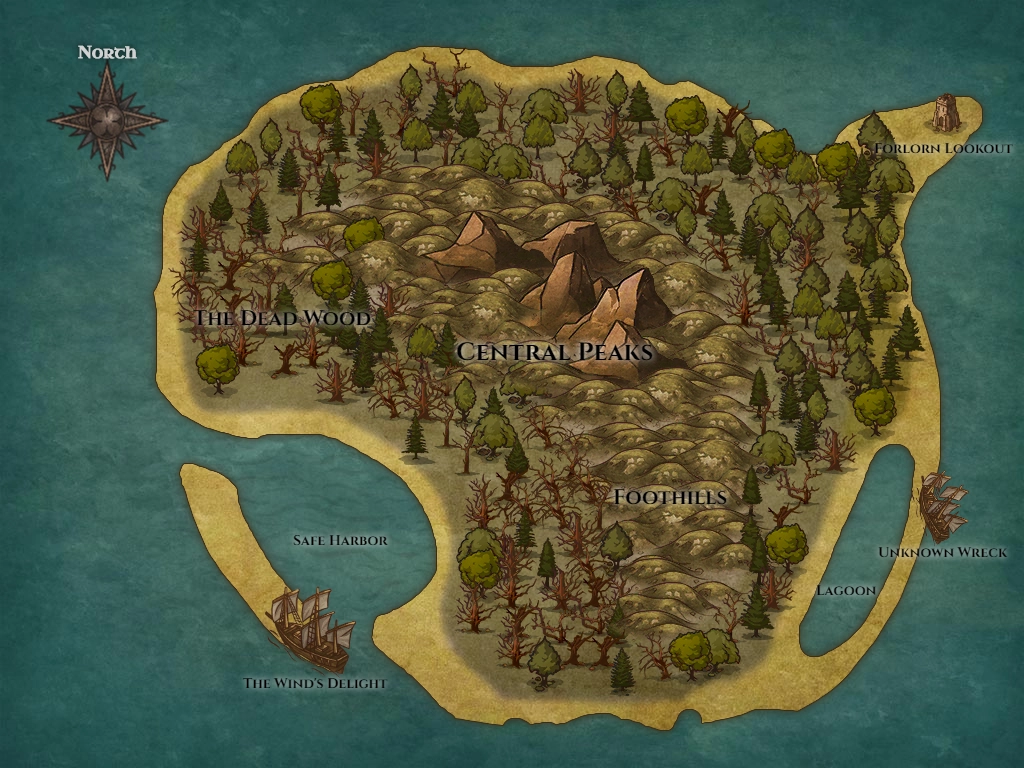 North
Forlorn Lookout
The Dead Wood
Central Peaks
Foothills
Safe Harbor
Unknown Wreck
Lagoon
The Wind's Delight